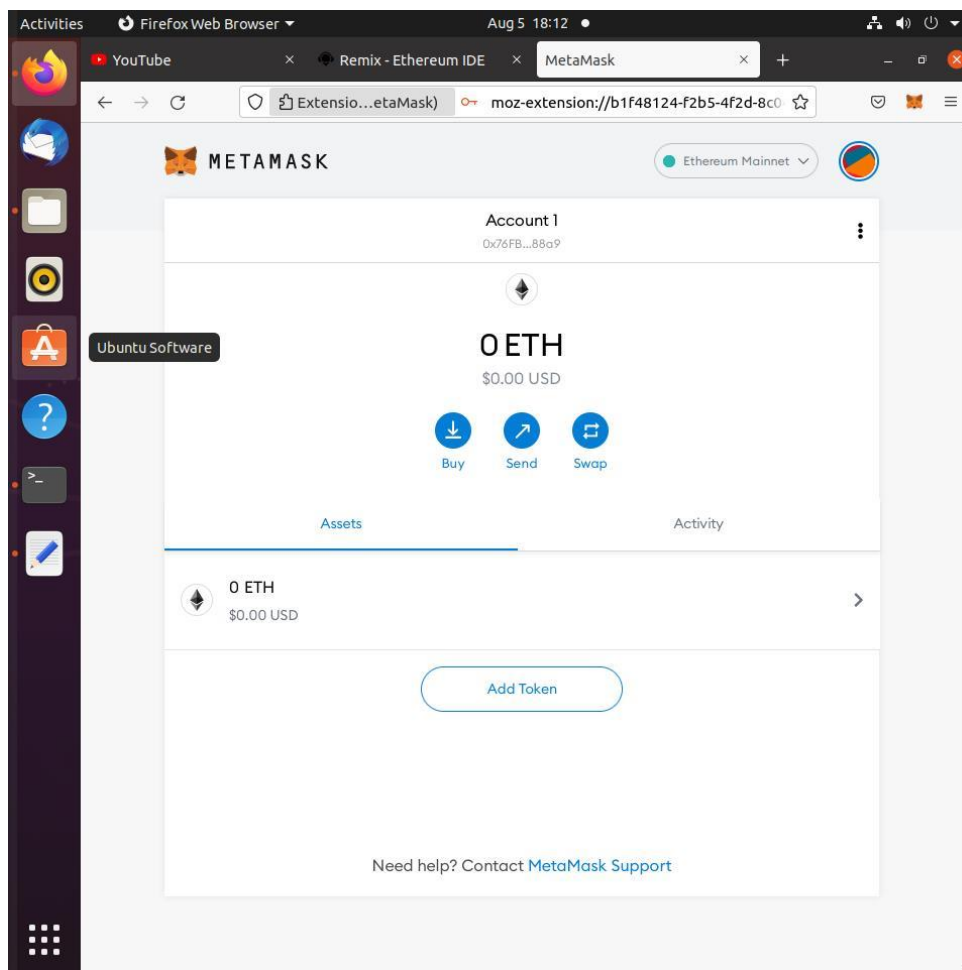 Activities Firefox Web Browser Aug 5 18:12
YouTube Remix - Ethereum IDE MetaMask
Extensio...etaMask) moz-extension://b1f48124-f2b5-4f2d-8c0
METAMASK Ethereum Mainnet
Account 1
0x76FB...88a9
Ubuntu Software
0 ETH
$0.00 USD
Buy Send Swap
Assets Activity
0 ETH
$0.00 USD
Add Token
Need help? Contact MetaMask Support